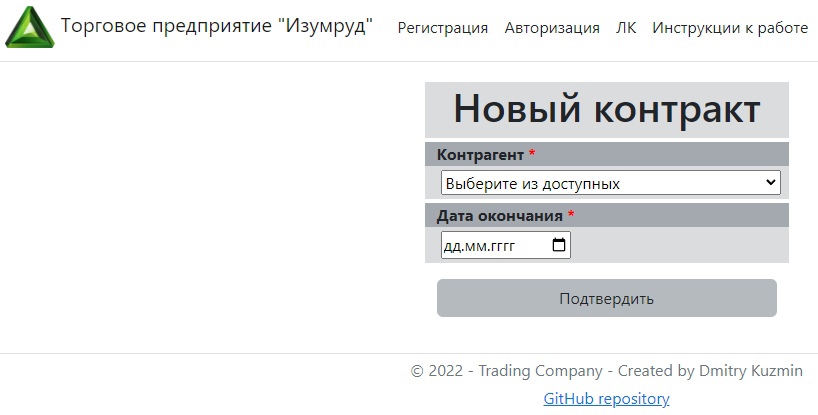 Торговое предприятие "Изумруд" Регистрация Авторизация ЛК Инструкции к работе
Новый контракт
Контрагент *
Выберите из доступных
Дата окончания *
дд.мм.гггг
Подтвердить
© 2022 - Trading Company - Created by Dmitry Kuzmin
GitHub repository